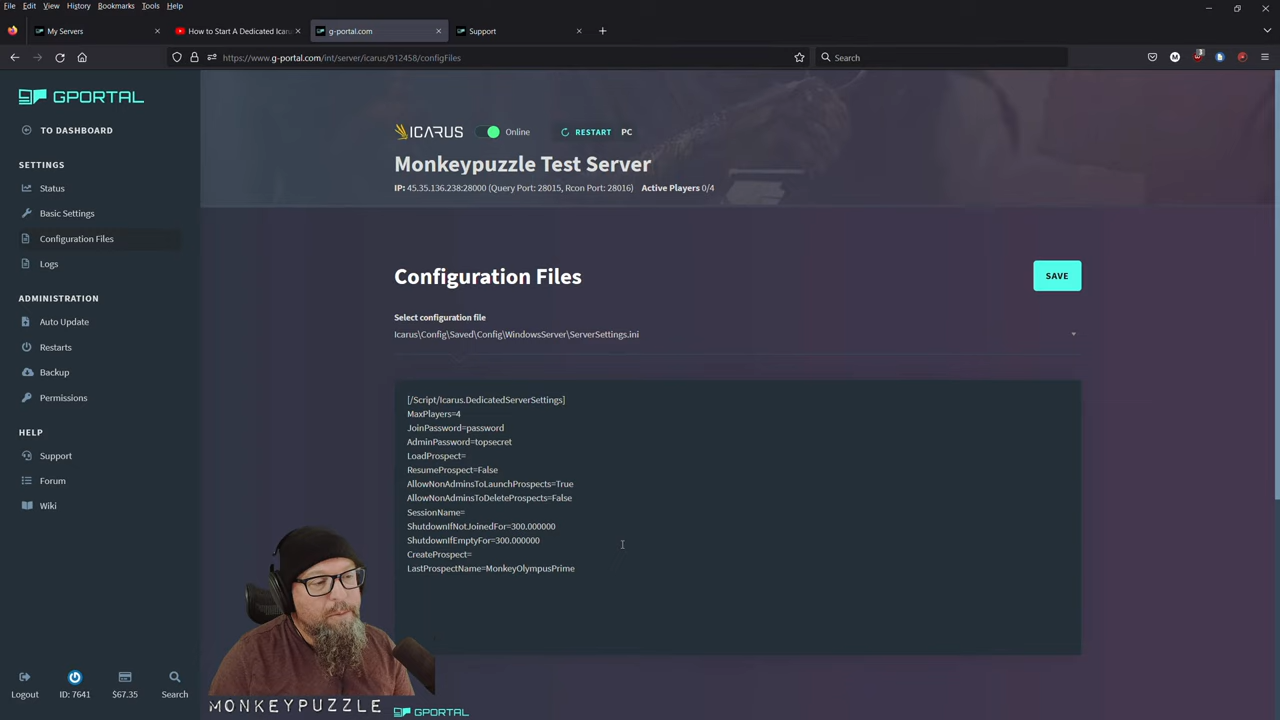 File Edit View History Bookmarks Tools Help
My Servers
How to Start A Dedicated Icaru
g-portal.com
Support
https://www.g-portal.com/int/server/icarus/912458/configFiles
Search
GPORTAL
TO DASHBOARD
SETTINGS
Status
Basic Settings
Configuration Files
Logs
ADMINISTRATION
Auto Update
Restarts
Backup
Permissions
HELP
Support
Forum
Wiki
Logout
ID: 7641
$67.35
Search
ICARUS Online RESTART PC
Monkeypuzzle Test Server
IP: 45.35.136.238:28000 (Query Port: 28015, Rcon Port: 28016) Active Players 0/4
Configuration Files
SAVE
Select configuration file
Icarus\Config\Saved\Config\WindowsServer\ServerSettings.ini
[/Script/Icarus.DedicatedServerSettings]
MaxPlayers=4
JoinPassword=password
AdminPassword=topsecret
LoadProspect=
ResumeProspect=False
AllowNonAdminsToLaunchProspects=True
AllowNonAdminsToDeleteProspects=False
SessionName=
ShutdownIfNotJoinedFor=300.000000
ShutdownIfEmptyFor=300.000000
CreateProspect=
LastProspectName=MonkeyOlympusPrime
MONKEYPUZZLE
GPORTAL